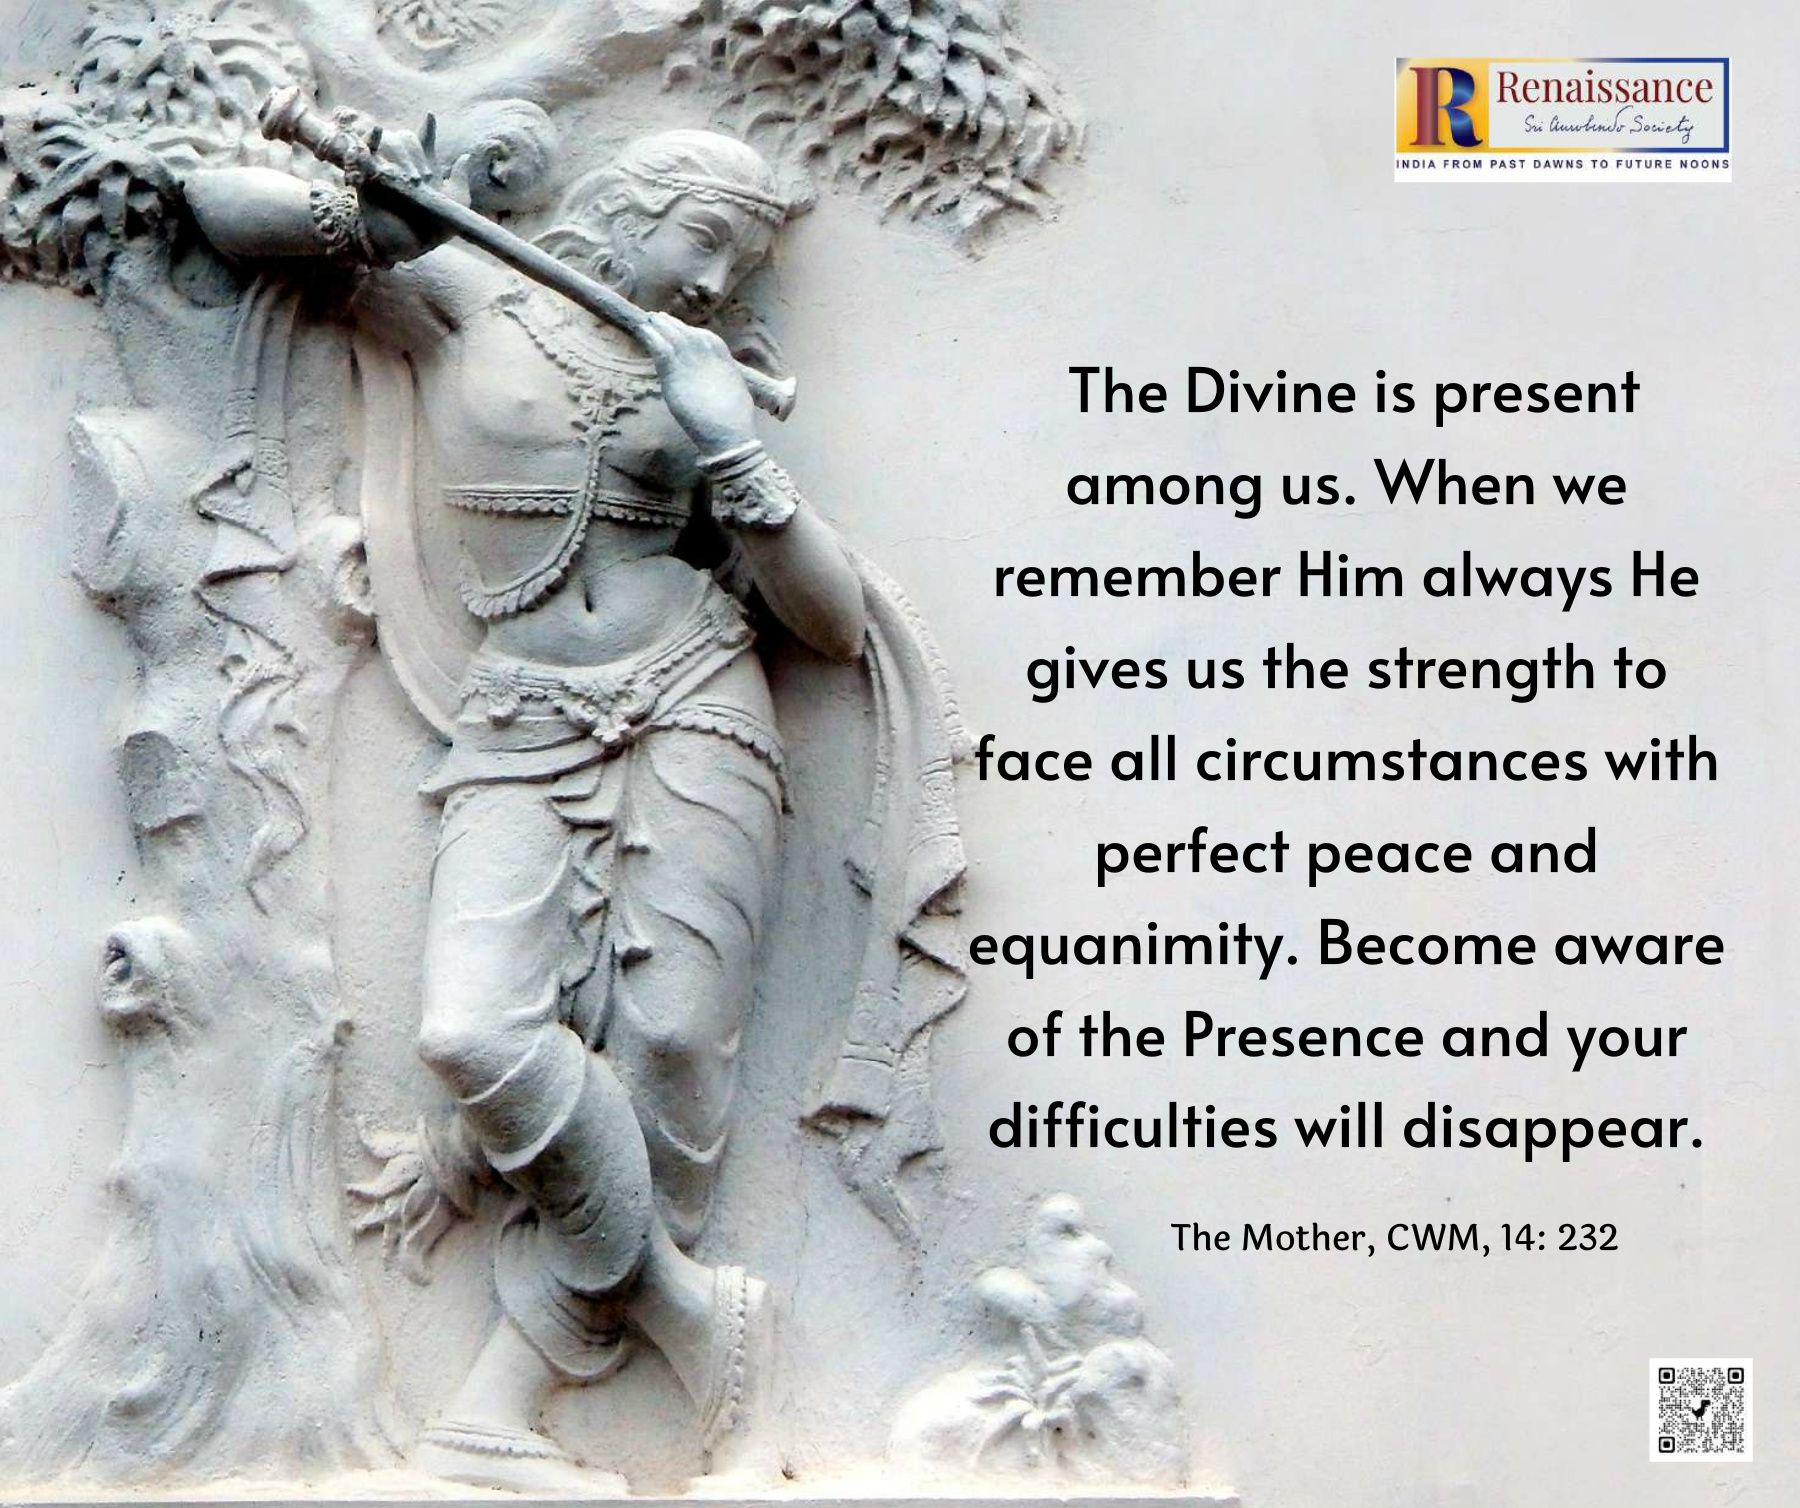 R Renaissance
Sri Aurobindo Society
INDIA FROM PAST DAWNS TO FUTURE NOONS
The Divine is present
among us. When we
remember Him always He
gives us the strength to
face all circumstances with
perfect peace and
equanimity. Become aware
of the Presence and your
difficulties will disappear.
The Mother, CWM, 14: 232